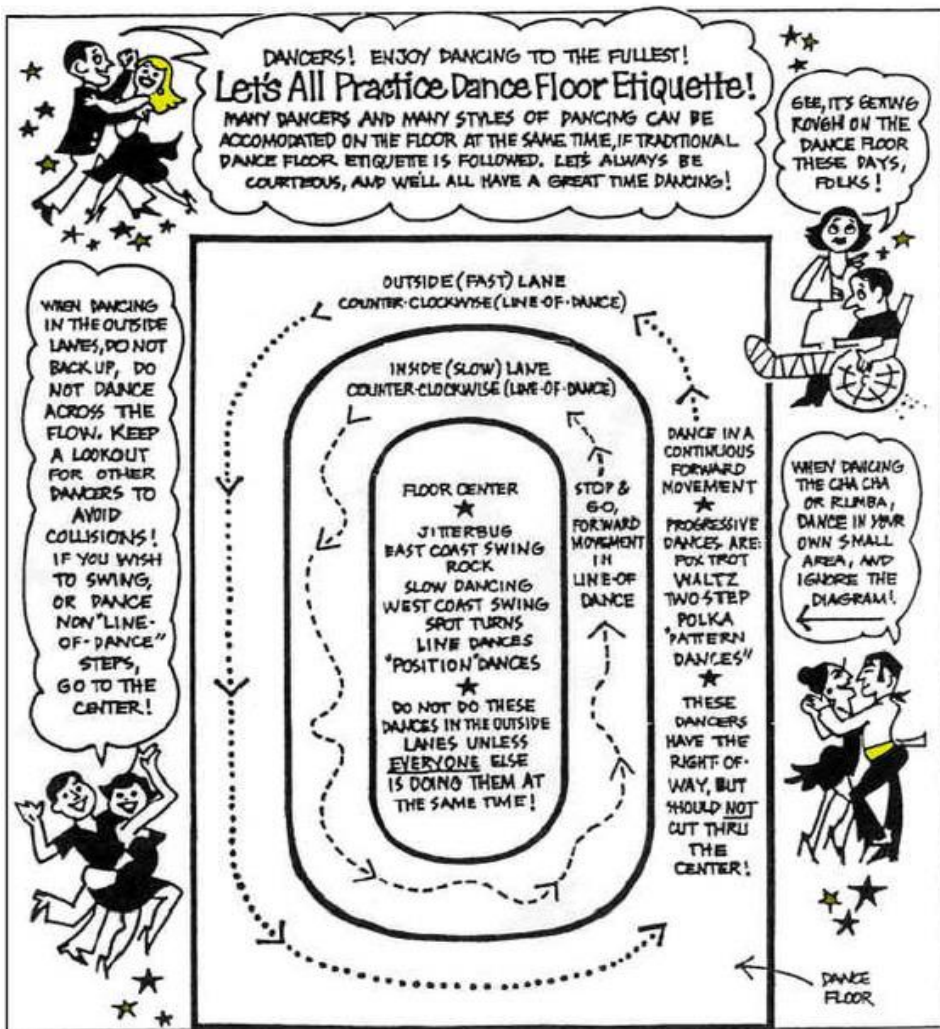 DANCERS! ENJOY DANCING TO THE FULLEST!
Let's All Practice Dance Floor Etiquette!
MANY DANCERS AND MANY STYLES OF DANCING CAN BE
ACCOMODATED ON THE FLOOR AT THE SAME TIME, IF TRADITIONAL
DANCE FLOOR ETIQUETTE IS FOLLOWED. LET'S ALWAYS BE
COURTEOUS, AND WE'LL ALL HAVE A GREAT TIME DANCING!
GEE, IT'S GETTING
ROUGH ON THE
DANCE FLOOR
THESE DAYS,
FOLKS!
WHEN DANCING
IN THE OUTSIDE
LANES, DO NOT
BACK UP, DO
NOT DANCE
ACROSS THE
FLOW. KEEP
A LOOKOUT
FOR OTHER
DANCERS TO
AVOID
COLLISIONS!
IF YOU WISH
TO SWING,
OR DANCE
NON "LINE-
OF-DANCE"
STEPS,
GO TO THE
CENTER!
OUTSIDE (FAST) LANE
COUNTER-CLOCKWISE (LINE-OF-DANCE)
INSIDE (SLOW) LANE
COUNTER-CLOCKWISE (LINE-OF-DANCE)
FLOOR CENTER
★
JITTERBUG
EAST COAST SWING
ROCK
SLOW DANCING
WEST COAST SWING
SPOT TURNS
LINE DANCES
"POSITION" DANCES
★
DO NOT DO THESE
DANCES IN THE OUTSIDE
LANES UNLESS
EVERYONE ELSE
IS DOING THEM AT
THE SAME TIME!
STOP &
GO,
FORWARD
MOVEMENT
IN
LINE-OF
DANCE
DANCE IN A
CONTINUOUS
FORWARD
MOVEMENT
★
PROGRESSIVE
DANCES ARE:
FOX TROT
WALTZ
TWO-STEP
POLKA
"PATTERN
DANCES"
★
THESE
DANCERS
HAVE THE
RIGHT-OF-
WAY, BUT
SHOULD NOT
CUT THRU
THE
CENTER!
WHEN DANCING
THE CHA CHA
OR RUMBA,
DANCE IN YOUR
OWN SMALL
AREA, AND
IGNORE THE
DIAGRAM!
DANCE
FLOOR